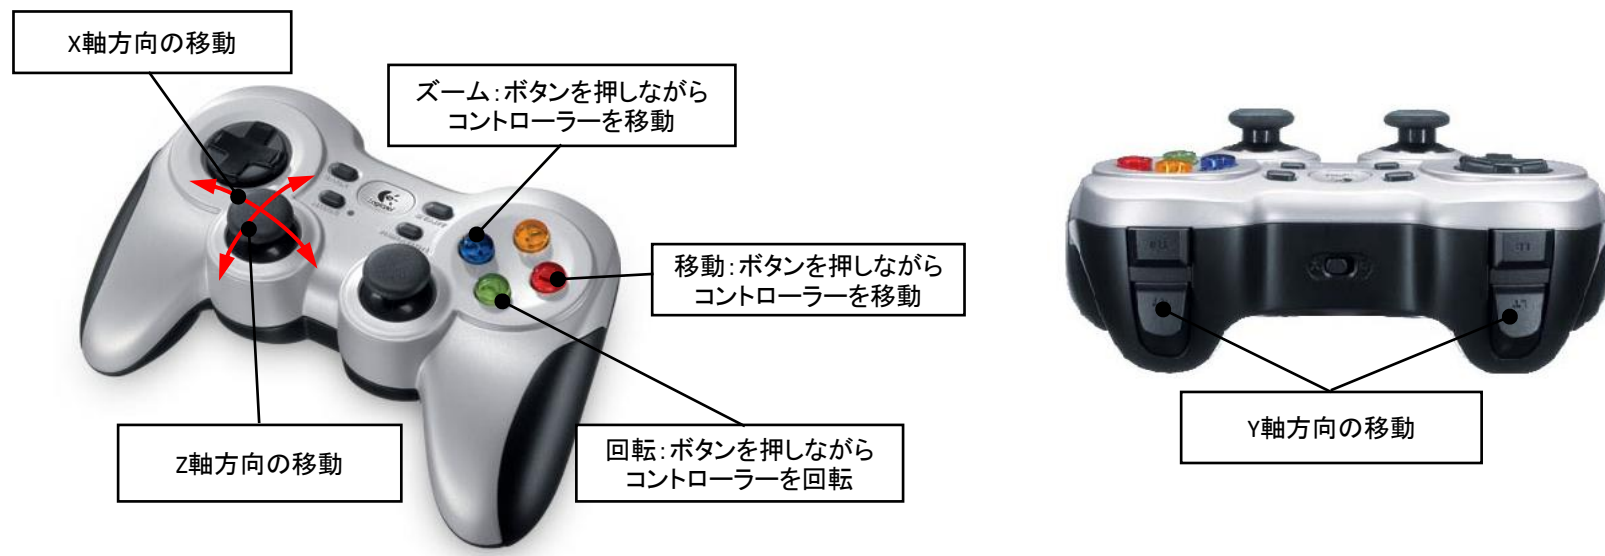 X軸方向の移動
ズーム：ボタンを押しながら
コントローラーを移動
移動：ボタンを押しながら
コントローラーを移動
回転：ボタンを押しながら
コントローラーを回転
Z軸方向の移動
Y軸方向の移動